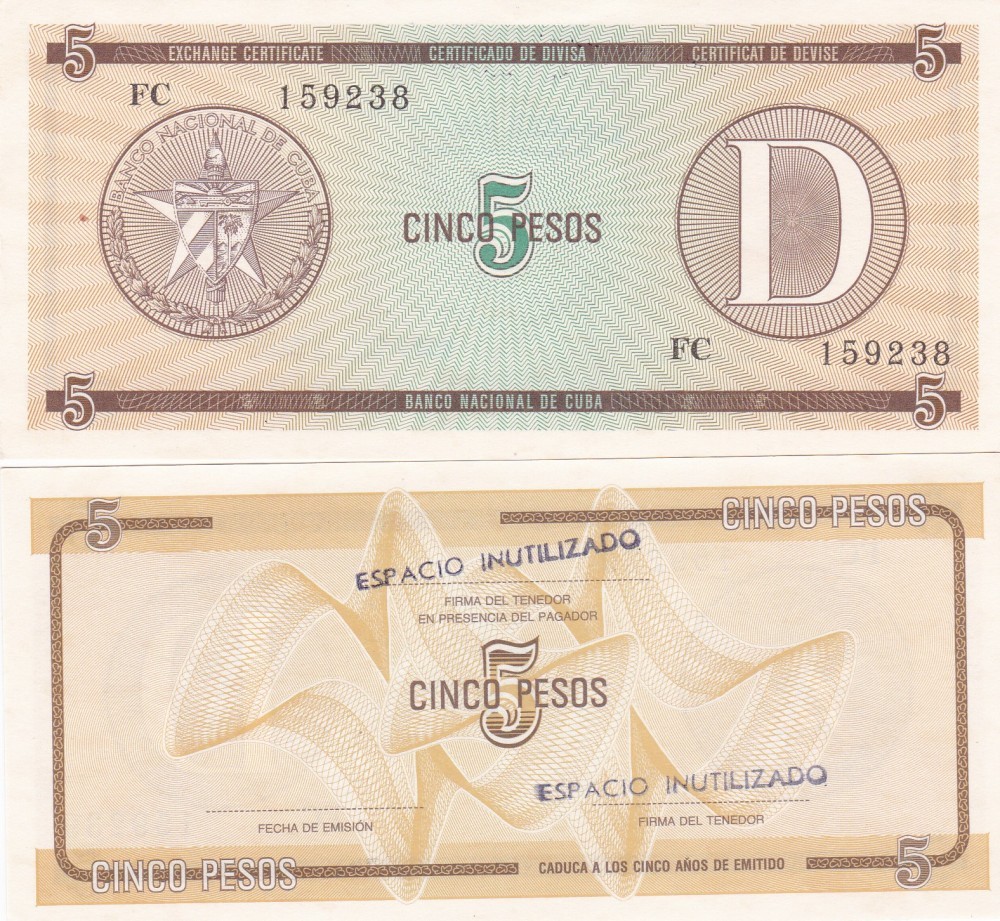 5 EXCHANGE CERTIFICATE CERTIFICADO DE DIVISA CERTIFICAT DE DEVISE 5
FC 159238
BANCO NACIONAL DE CUBA
5
CINCO PESOS
D
FC 159238
5 BANCO NACIONAL DE CUBA 5
5 CINCO PESOS
ESPACIO INUTILIZADO
FIRMA DEL TENEDOR
EN PRESENCIA DEL PAGADOR
5
CINCO PESOS
ESPACIO INUTILIZADO
FECHA DE EMISIÓN
FIRMA DEL TENEDOR
CINCO PESOS CADUCA A LOS CINCO AÑOS DE EMITIDO 5